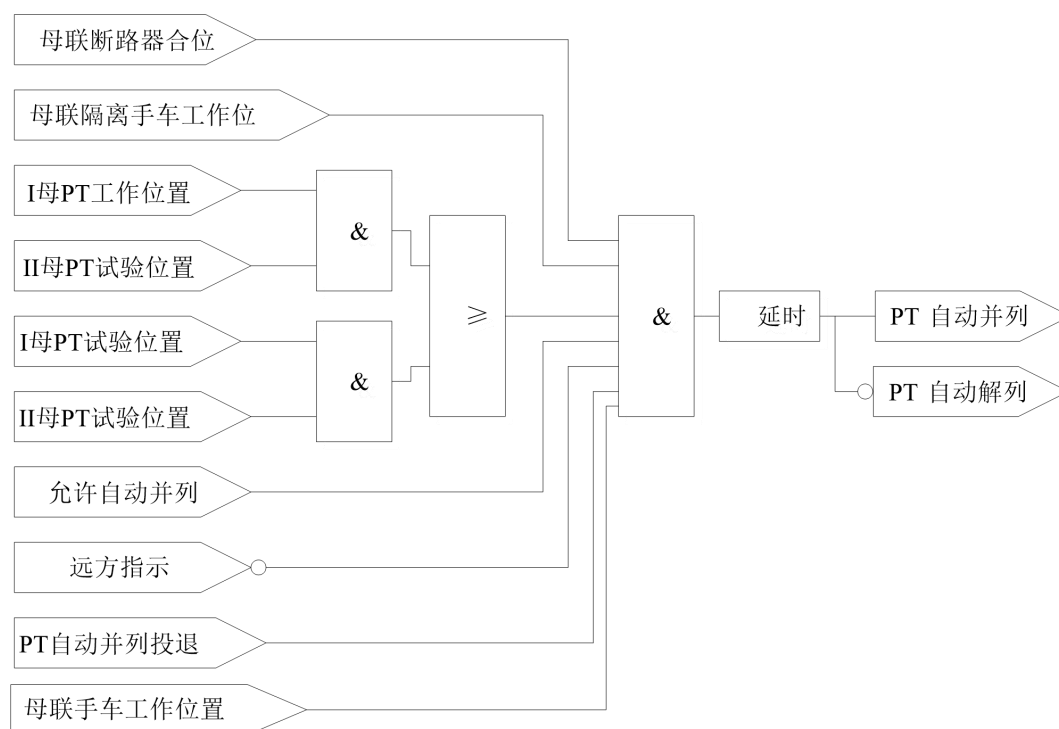 母联断路器合位
母联隔离手车工作位
I母PT工作位置
&
II母PT试验位置
≥
&
延时
PT 自动并列
I母PT试验位置
&
PT 自动解列
II母PT试验位置
允许自动并列
远方指示
PT自动并列投退
母联手车工作位置